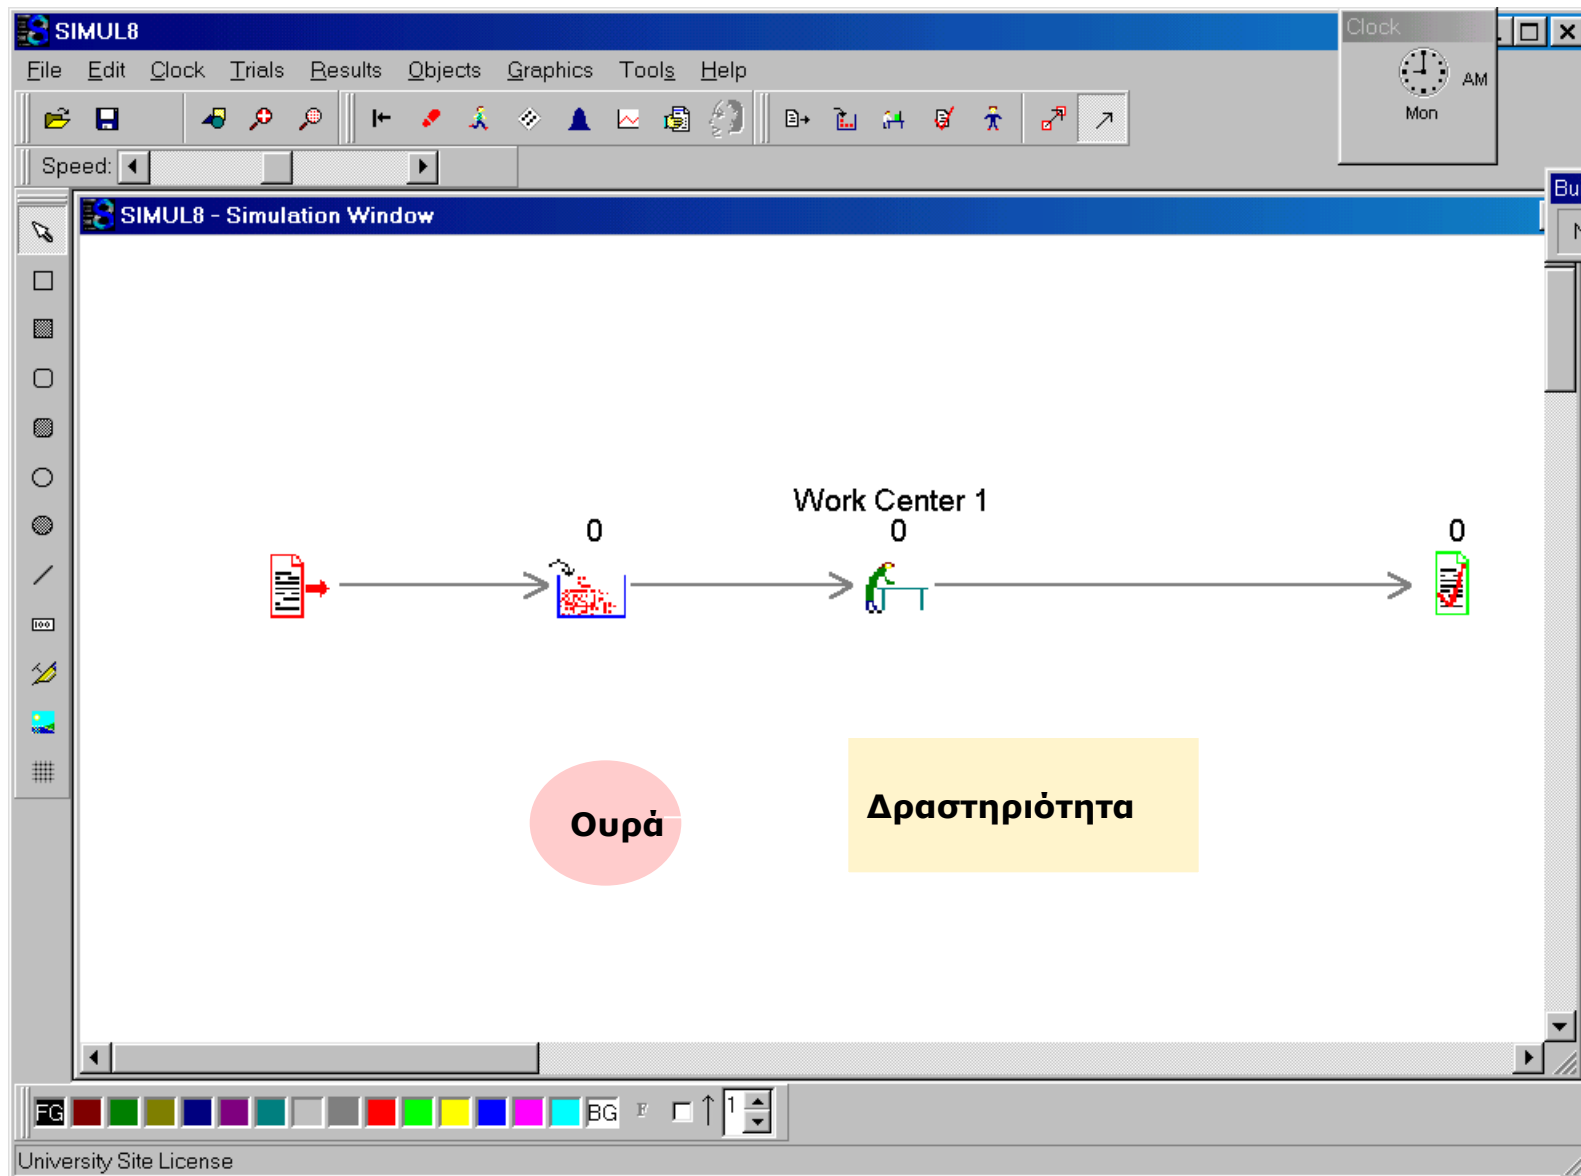 SIMUL8
Clock
File Edit Clock Trials Results Objects Graphics Tools Help
AM
Mon
Speed:
Bu
SIMUL8 - Simulation Window
Work Center 1
0 0 0
Ουρά
Δραστηριότητα
FG BG F 1
University Site License